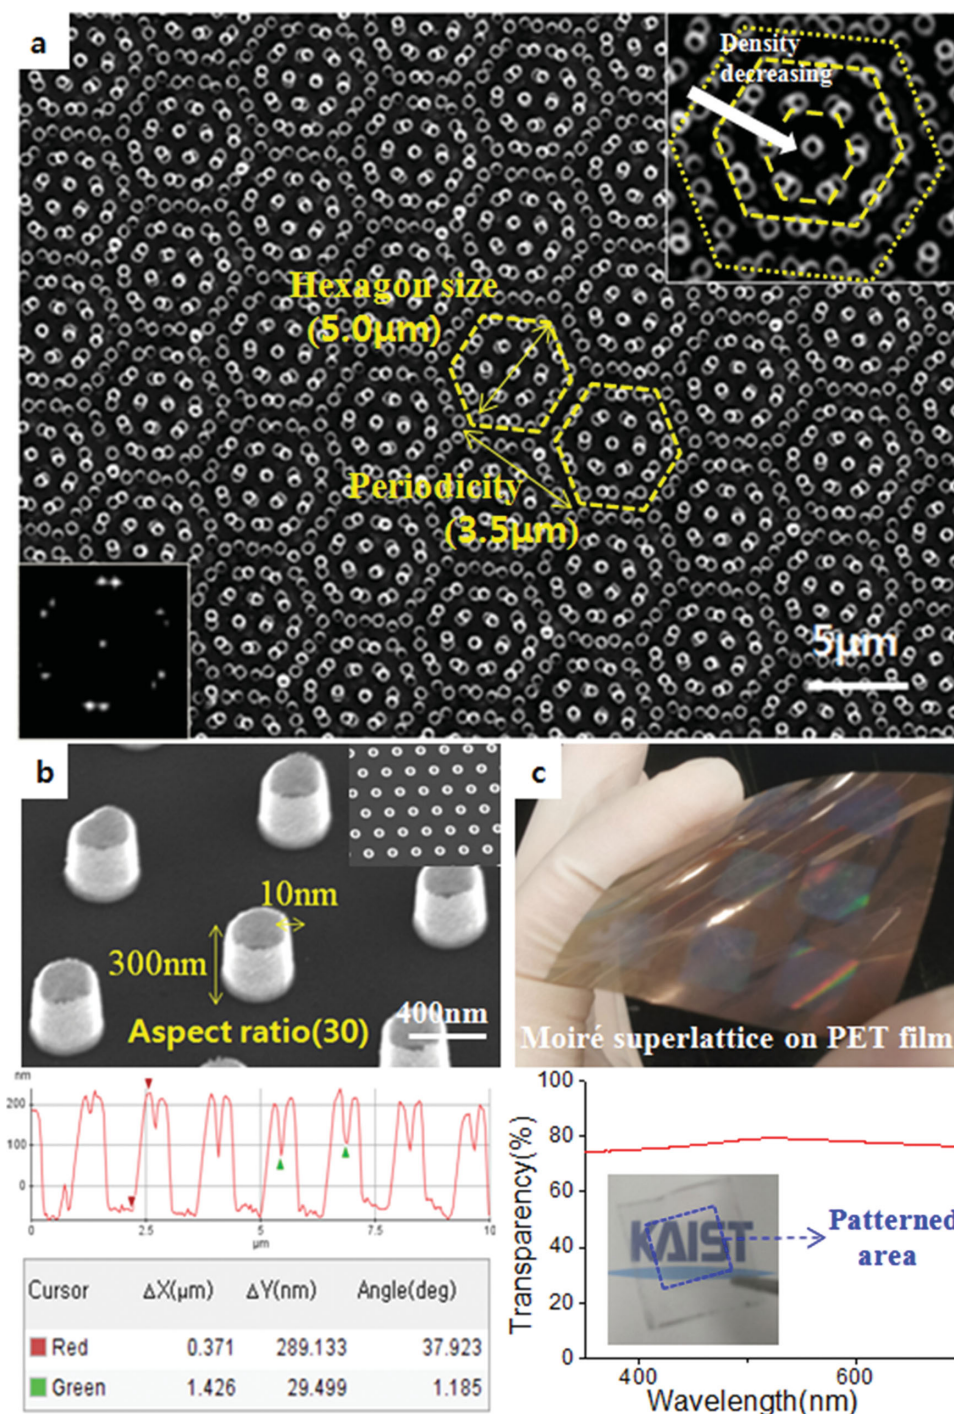 a
Density
decreasing
Hexagon size
(5.0μm)
Periodicity
(3.5μm)
5μm
b
10nm
300nm
400nm
Aspect ratio(30)
c
Moiré superlattice on PET film
nm
200
100
0
0
2.5
5
7.5
10
μm
Cursor ΔX(μm) ΔY(nm) Angle(deg)
Red 0.371 289.133 37.923
Green 1.426 29.499 1.185
Transparency(%)
100
80
60
40
20
0
KAIST
Patterned
area
400
600
Wavelength(nm)